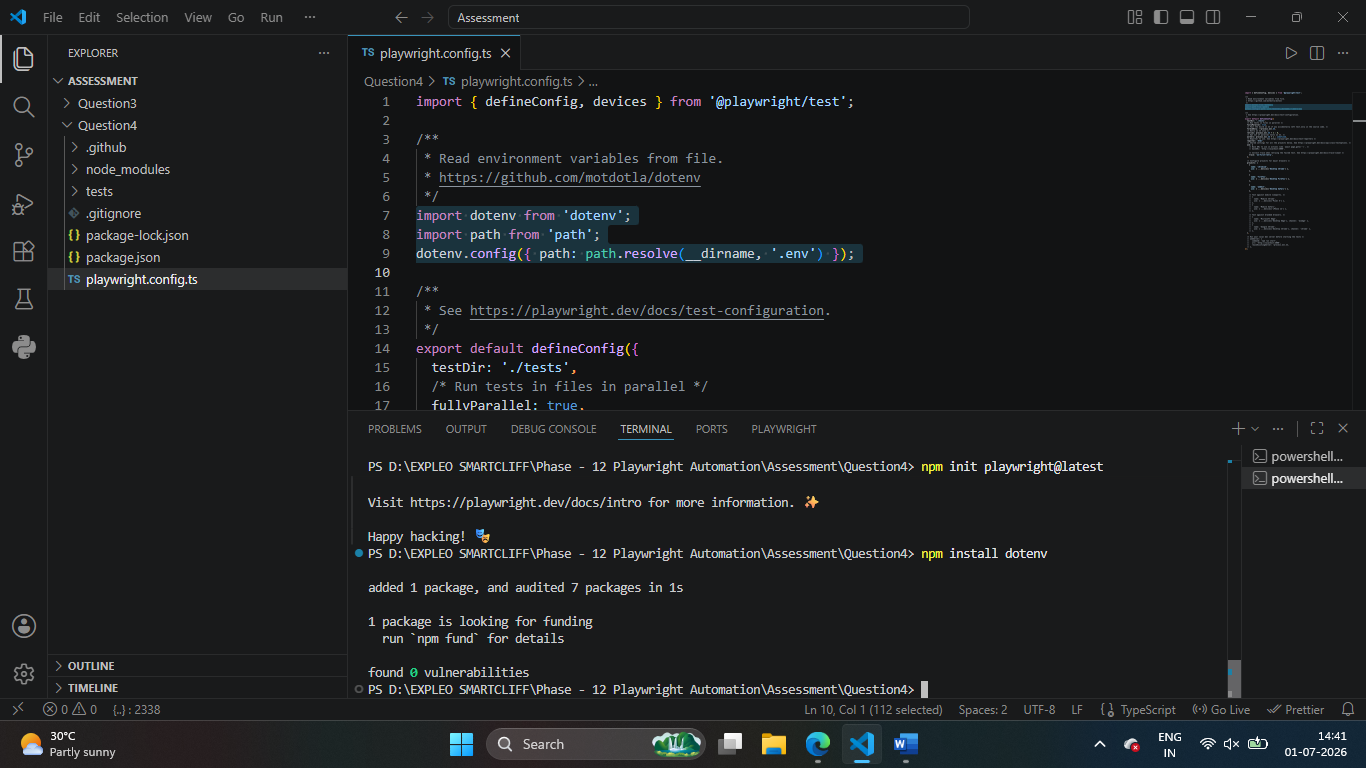 File Edit Selection View Go Run ··· Assessment
EXPLORER ···
ASSESSMENT
Question3
Question4
.github
node_modules
tests
.gitignore
{} package-lock.json
{} package.json
TS playwright.config.ts
OUTLINE
TIMELINE
TS playwright.config.ts
Question4 > TS playwright.config.ts > ...
1 import { defineConfig, devices } from '@playwright/test';
2
3 /**
4 * Read environment variables from file.
5 * https://github.com/motdotla/dotenv
6 */
7 import dotenv from 'dotenv';
8 import path from 'path';
9 dotenv.config({ path: path.resolve(__dirname, '.env') });
10
11 /**
12 * See https://playwright.dev/docs/test-configuration.
13 */
14 export default defineConfig({
15 testDir: './tests',
16 /* Run tests in files in parallel */
17 fullyParallel: true,
PROBLEMS OUTPUT DEBUG CONSOLE TERMINAL PORTS PLAYWRIGHT
PS D:\EXPLEO SMARTCLIFF\Phase - 12 Playwright Automation\Assessment\Question4> npm init playwright@latest
Visit https://playwright.dev/docs/intro for more information. ✨
Happy hacking! 🎭
PS D:\EXPLEO SMARTCLIFF\Phase - 12 Playwright Automation\Assessment\Question4> npm install dotenv
added 1 package, and audited 7 packages in 1s
1 package is looking for funding
run `npm fund` for details
found 0 vulnerabilities
PS D:\EXPLEO SMARTCLIFF\Phase - 12 Playwright Automation\Assessment\Question4>
powershell...
powershell...
0 0 {..} : 2338 Ln 10, Col 1 (112 selected) Spaces: 2 UTF-8 LF {} TypeScript Go Live Prettier
30°C
Partly sunny
Search
ENG
IN
14:41
01-07-2026